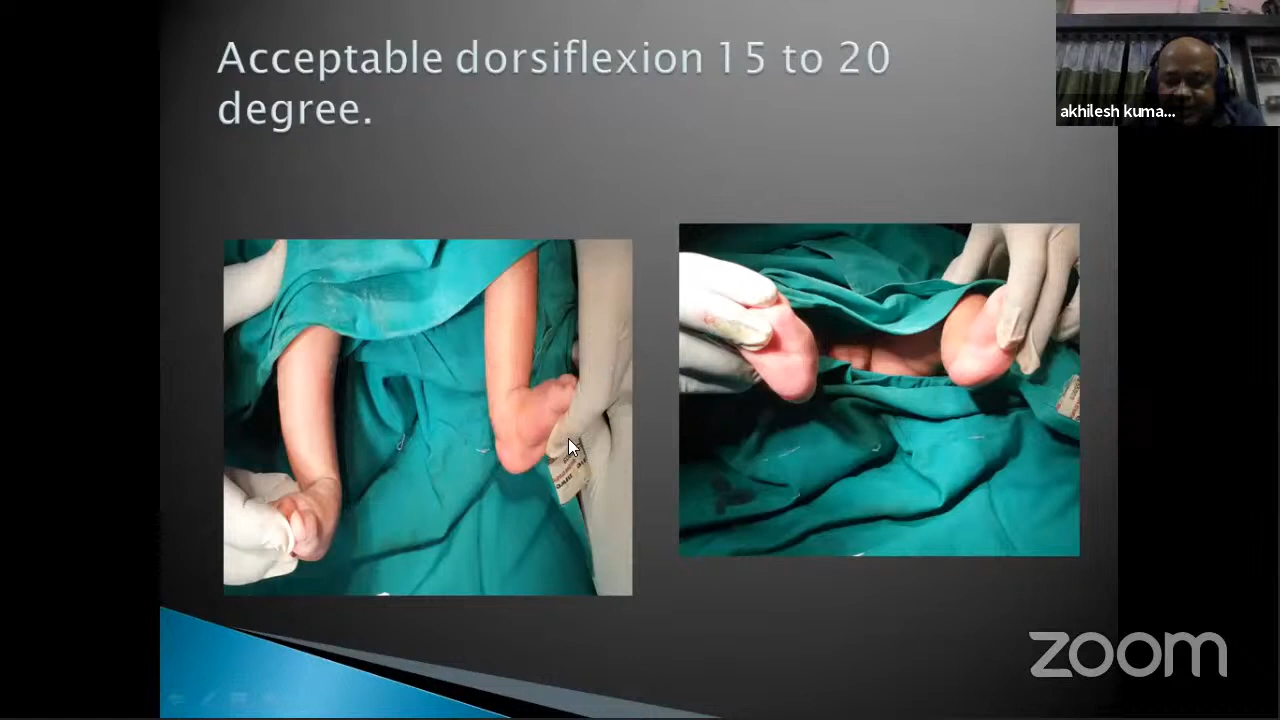 Acceptable dorsiflexion 15 to 20
degree.
akhilesh kuma...
zoom